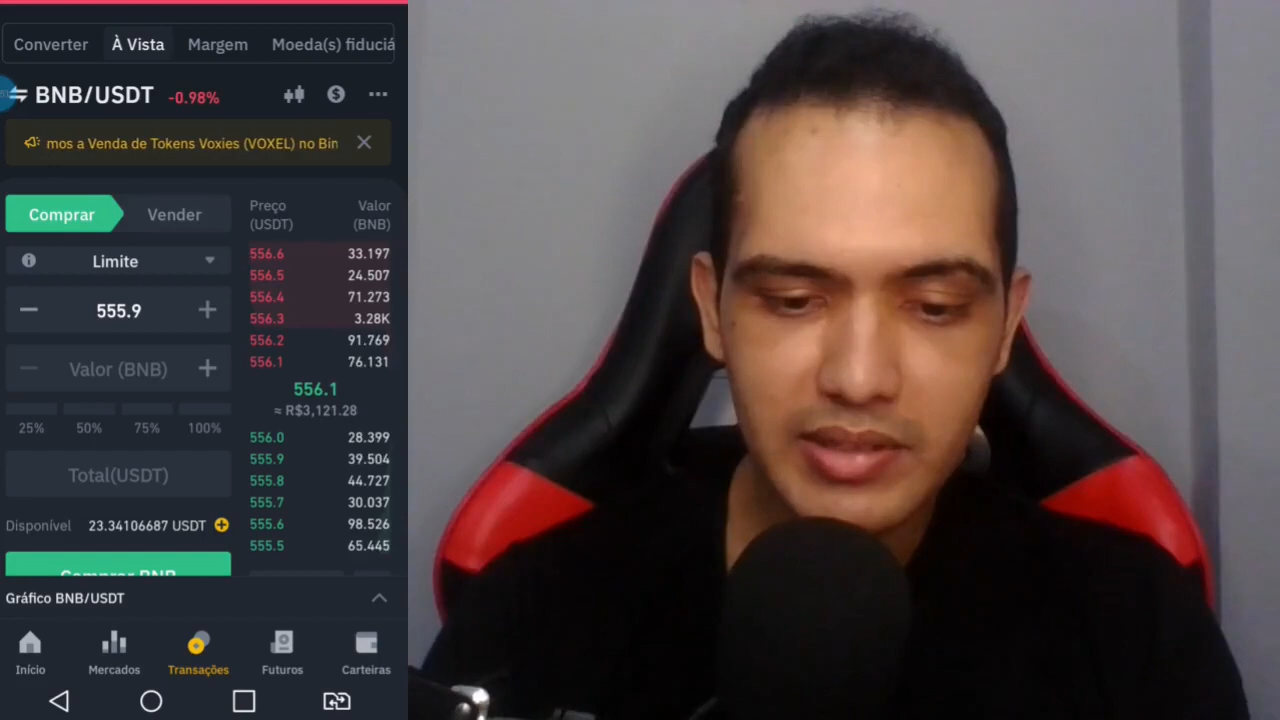 Converter À Vista Margem Moeda(s) fiduciá
BNB/USDT -0.98%
mos a Venda de Tokens Voxies (VOXEL) no Bin
Comprar Vender
Limite
555.9
Valor (BNB)
25% 50% 75% 100%
Total(USDT)
Disponível 23.34106687 USDT
Comprar BNB
Preço Valor
(USDT) (BNB)
556.6 33.197
556.5 24.507
556.4 71.273
556.3 3.28K
556.2 91.769
556.1 76.131
556.1
≈ R$3,121.28
556.0 28.399
555.9 39.504
555.8 44.727
555.7 30.037
555.6 98.526
555.5 65.445
Gráfico BNB/USDT
Início Mercados Transações Futuros Carteiras